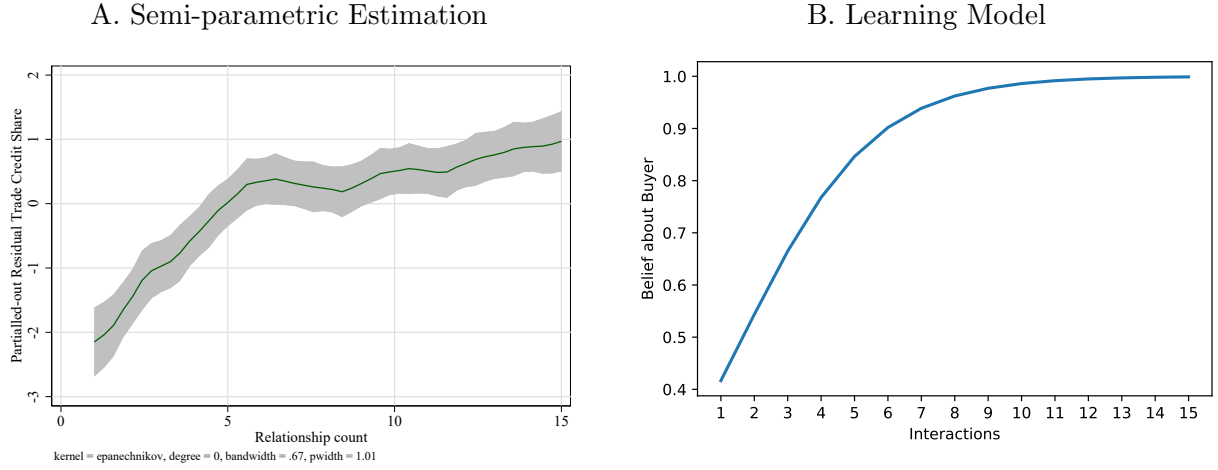 A. Semi-parametric Estimation
Partialled-out Residual Trade Credit Share
2
1
0
-1
-2
-3
0 5 10 15
Relationship count
kernel = epanechnikov, degree = 0, bandwidth = .67, pwidth = 1.01
B. Learning Model
Belief about Buyer
1.0
0.9
0.8
0.7
0.6
0.5
0.4
1 2 3 4 5 6 7 8 9 10 11 12 13 14 15
Interactions